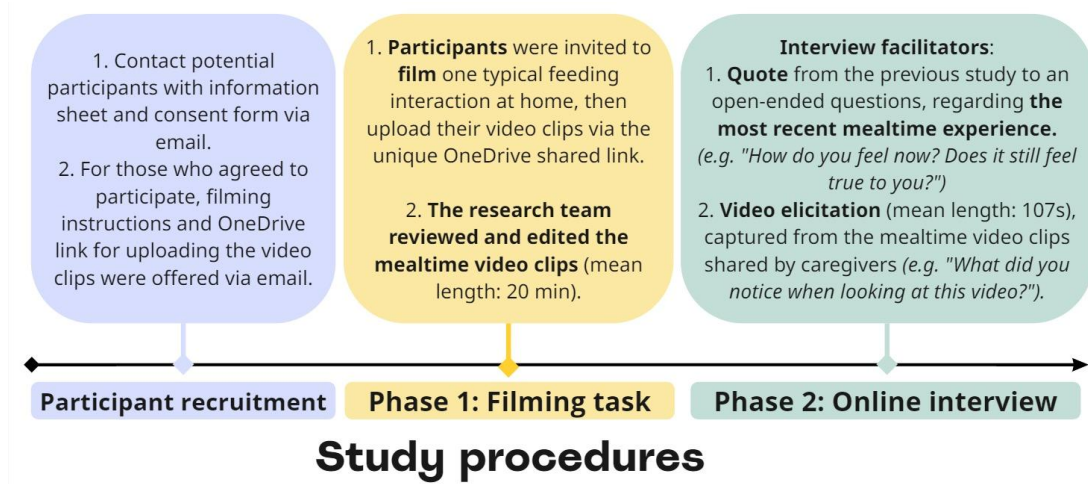 1. Contact potential
participants with information
sheet and consent form via
email.
2. For those who agreed to
participate, filming
instructions and OneDrive
link for uploading the video
clips were offered via email.
1. Participants were invited to
film one typical feeding
interaction at home, then
upload their video clips via the
unique OneDrive shared link.
2. The research team
reviewed and edited the
mealtime video clips (mean
length: 20 min).
Interview facilitators:
1. Quote from the previous study to an
open-ended questions, regarding the
most recent mealtime experience.
(e.g. "How do you feel now? Does it still feel
true to you?")
2. Video elicitation (mean length: 107s),
captured from the mealtime video clips
shared by caregivers (e.g. "What did you
notice when looking at this video?").
Participant recruitment
Phase 1: Filming task
Phase 2: Online interview
Study procedures